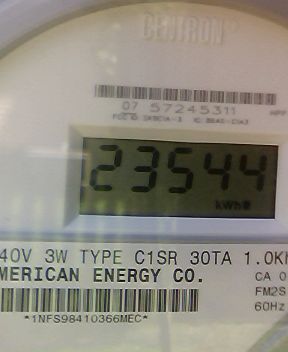 CENTRON
07 57245311
23544
kWh
40V 3W TYPE C1SR 30TA 1.0K
MERICAN ENERGY CO.
CA 0
FM2S
60Hz
*1NFS98410366MEC*